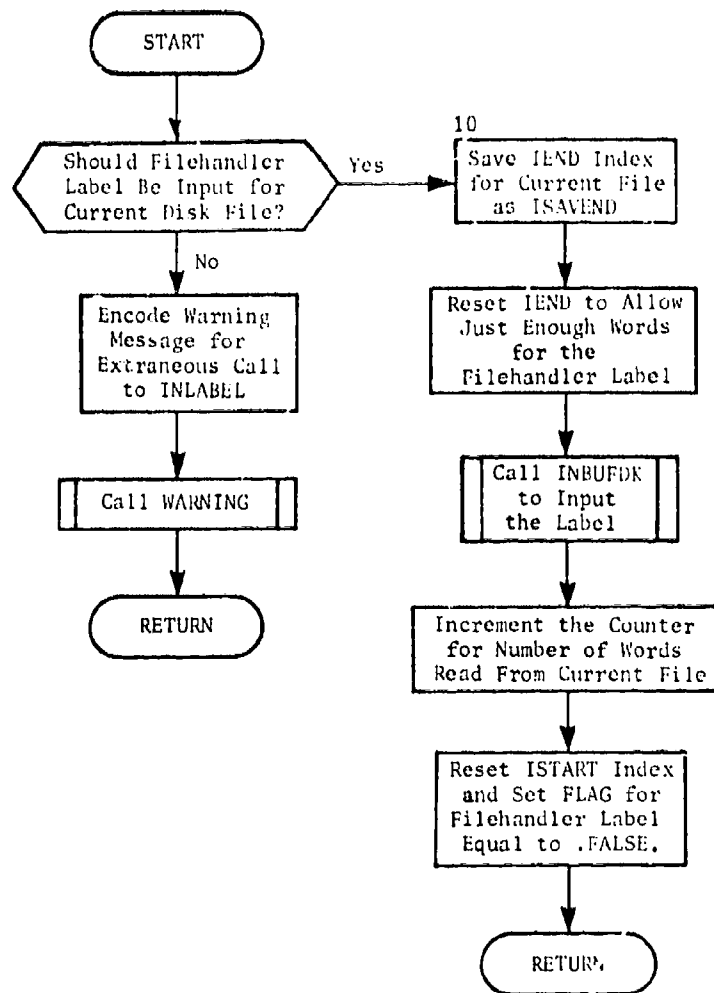 START
Should Filehandler
Label Be Input for
Current Disk File?
Yes
No
Encode Warning
Message for
Extraneous Call
to INLABEL
Call WARNING
RETURN
10
Save IEND Index
for Current File
as ISAVEND
Reset IEND to Allow
Just Enough Words
for the
Filehandler Label
Call INBUFDK
to Input
the Label
Increment the Counter
for Number of Words
Read From Current File
Reset ISTART Index
and Set FLAG for
Filehandler Label
Equal to .FALSE.
RETURN